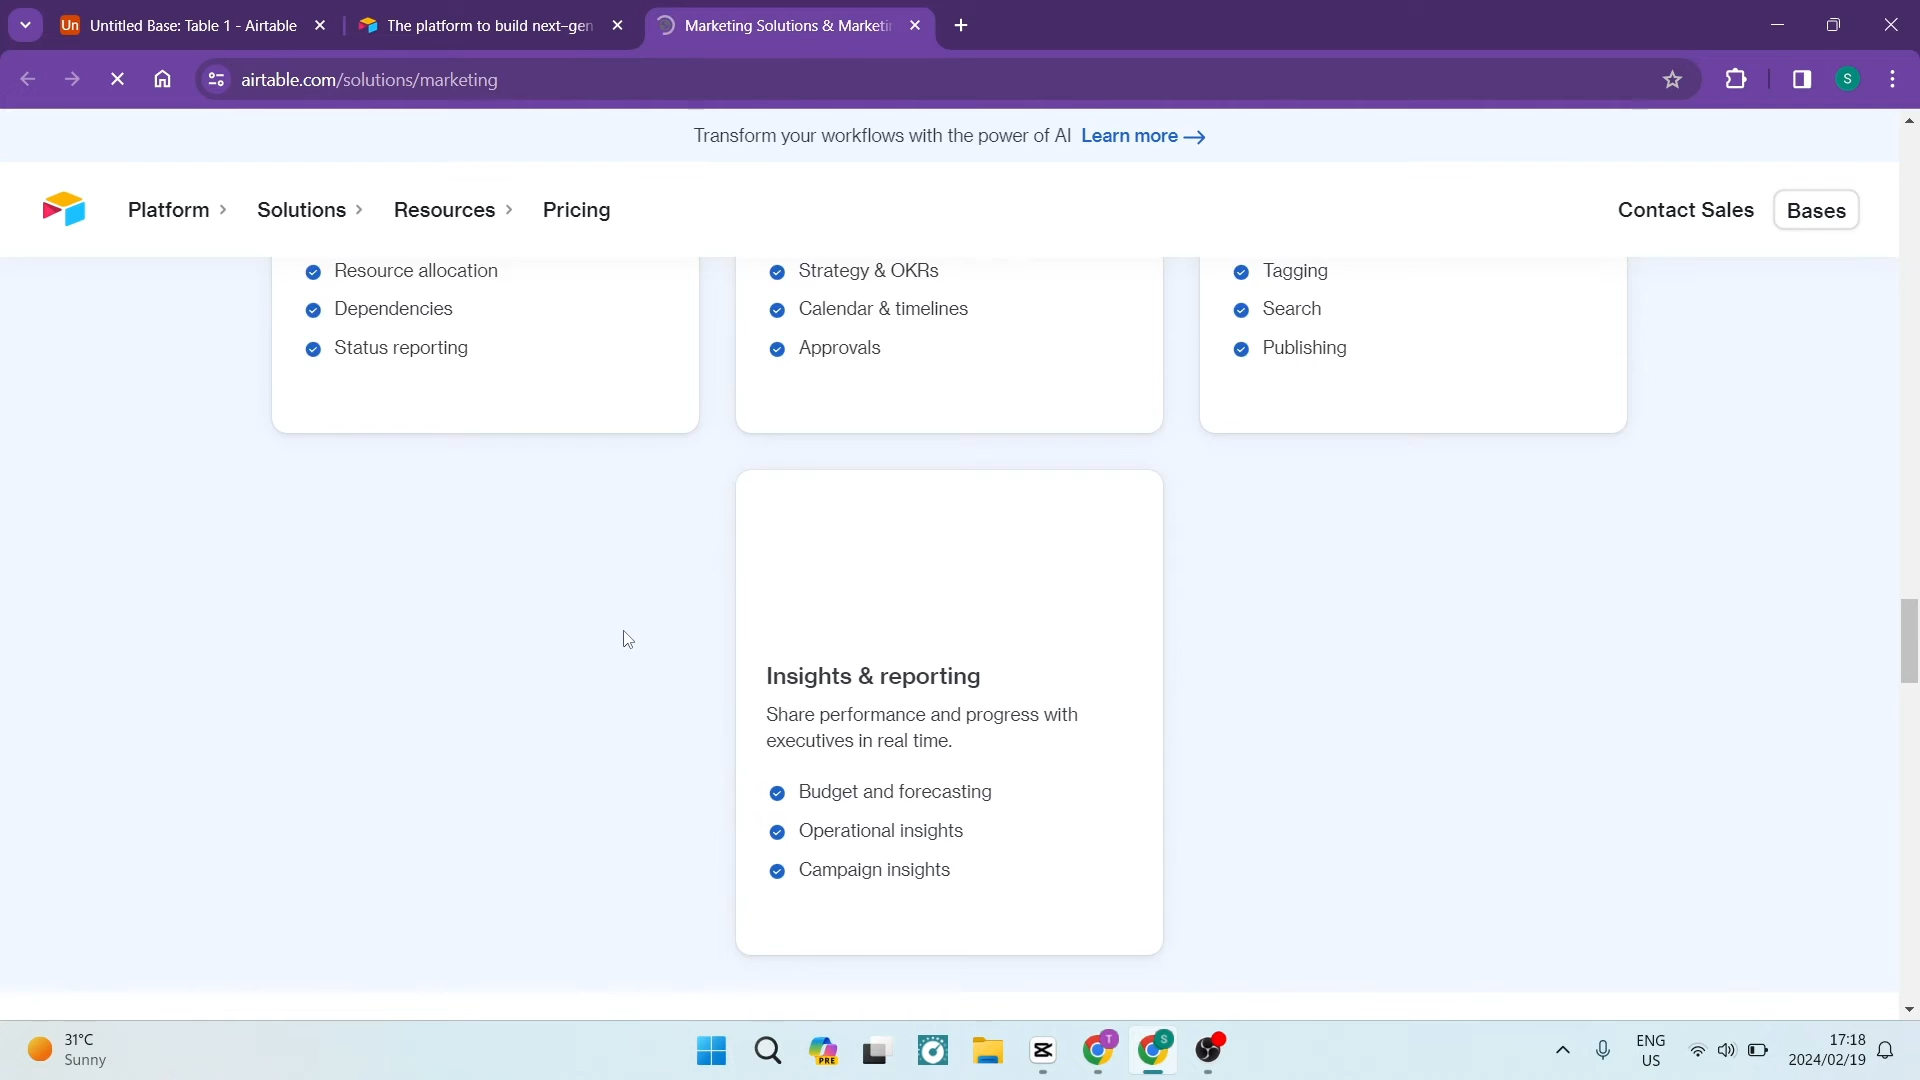 Un Untitled Base: Table 1 - Airtable
The platform to build next-gen
Marketing Solutions & Marketi
airtable.com/solutions/marketing
S
Transform your workflows with the power of AI Learn more →
Platform
Solutions
Resources
Pricing
Contact Sales
Bases
Resource allocation
Dependencies
Status reporting
Strategy & OKRs
Calendar & timelines
Approvals
Tagging
Search
Publishing
Insights & reporting
Share performance and progress with
executives in real time.
Budget and forecasting
Operational insights
Campaign insights
31°C
Sunny
PRE
T
S
ENG
US
17:18
2024/02/19